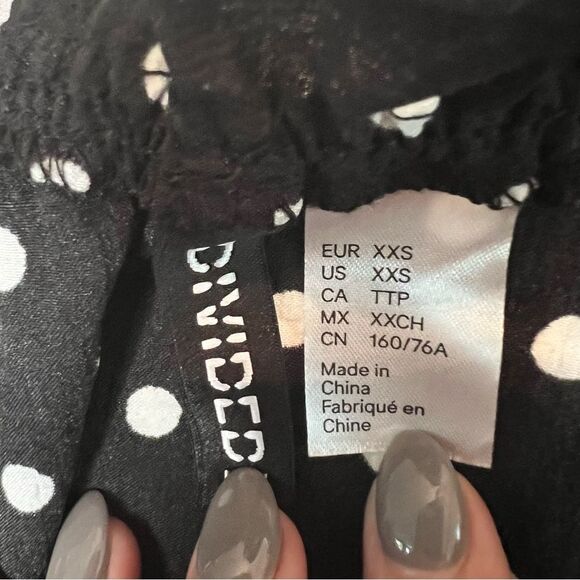 DIVIDED
EUR XXS
US XXS
CA TTP
MX XXCH
CN 160/76A
Made in
China
Fabriqué en
Chine